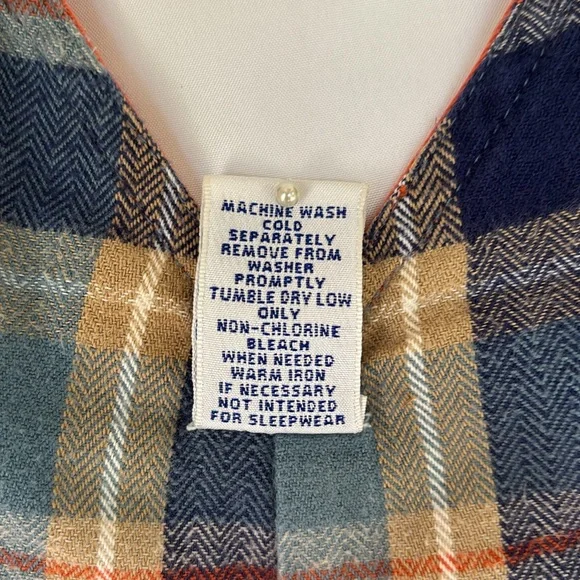 MACHINE WASH
COLD
SEPARATELY
REMOVE FROM
WASHER
PROMPTLY
TUMBLE DRY LOW
ONLY
NON-CHLORINE
BLEACH
WHEN NEEDED
WARM IRON
IF NECESSARY
NOT INTENDED
FOR SLEEPWEAR